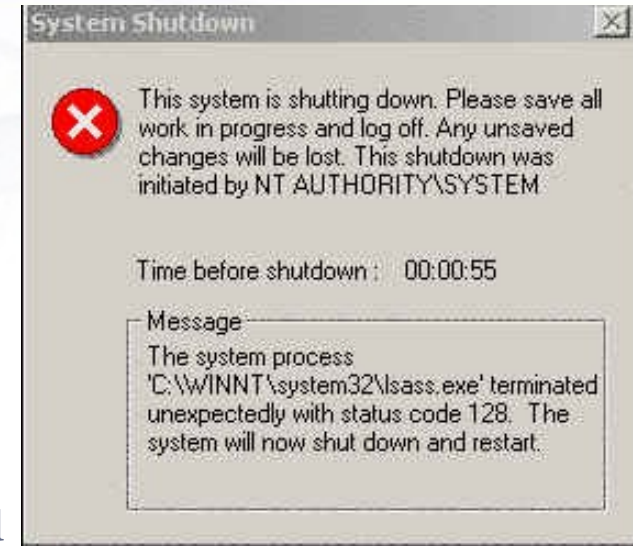 System Shutdown
This system is shutting down. Please save all
work in progress and log off. Any unsaved
changes will be lost. This shutdown was
initiated by NT AUTHORITY\SYSTEM
Time before shutdown : 00:00:55
Message
The system process
'C:\WINNT\system32\lsass.exe' terminated
unexpectedly with status code 128. The
system will now shut down and restart.